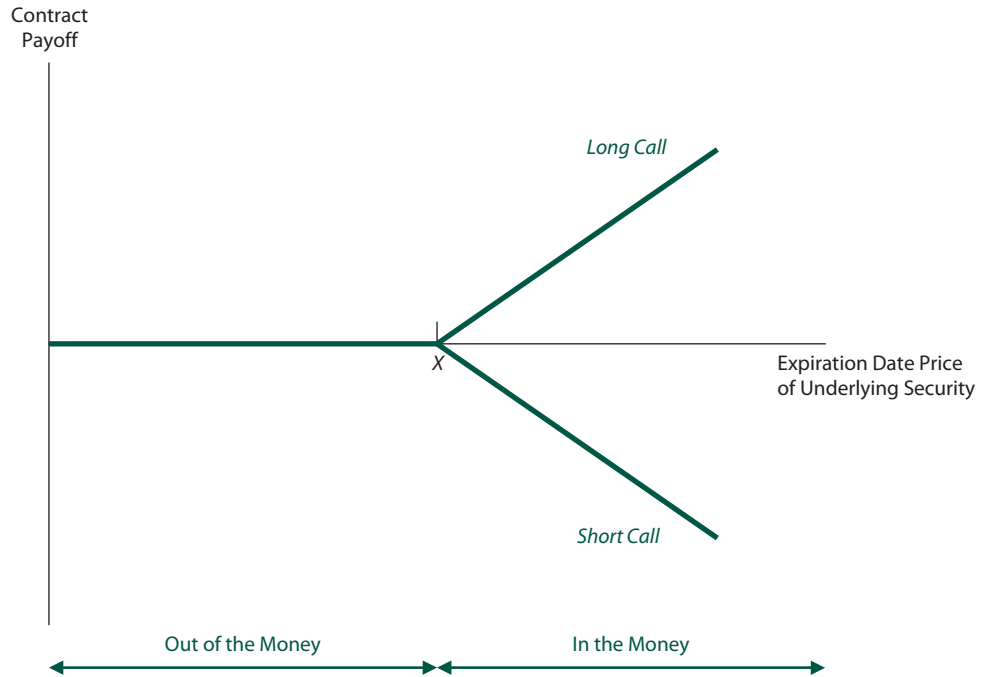 Contract
Payoff
Long Call
X
Expiration Date Price
of Underlying Security
Short Call
Out of the Money
In the Money